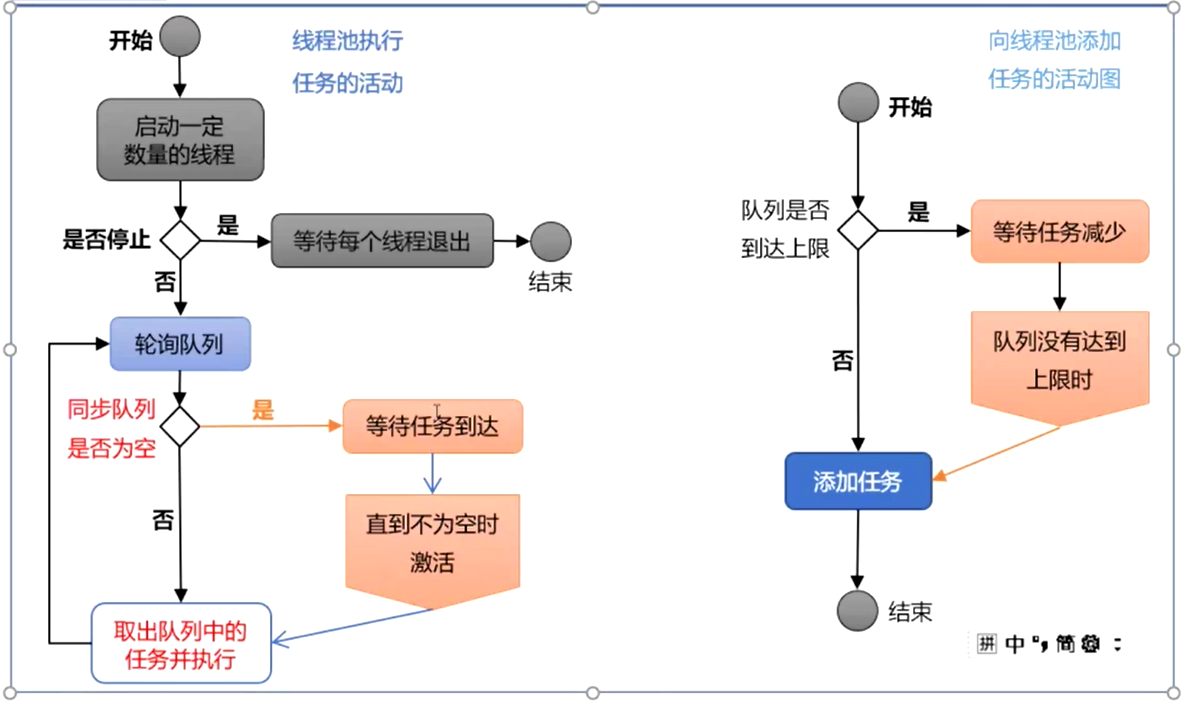 开始
线程池执行
任务的活动
启动一定
数量的线程
是否停止
是
等待每个线程退出
结束
否
轮询队列
同步队列
是否为空
是
等待任务到达
直到不为空时
激活
否
取出队列中的
任务并执行
向线程池添加
任务的活动图
开始
队列是否
到达上限
是
等待任务减少
队列没有达到
上限时
否
添加任务
结束
拼 中 简